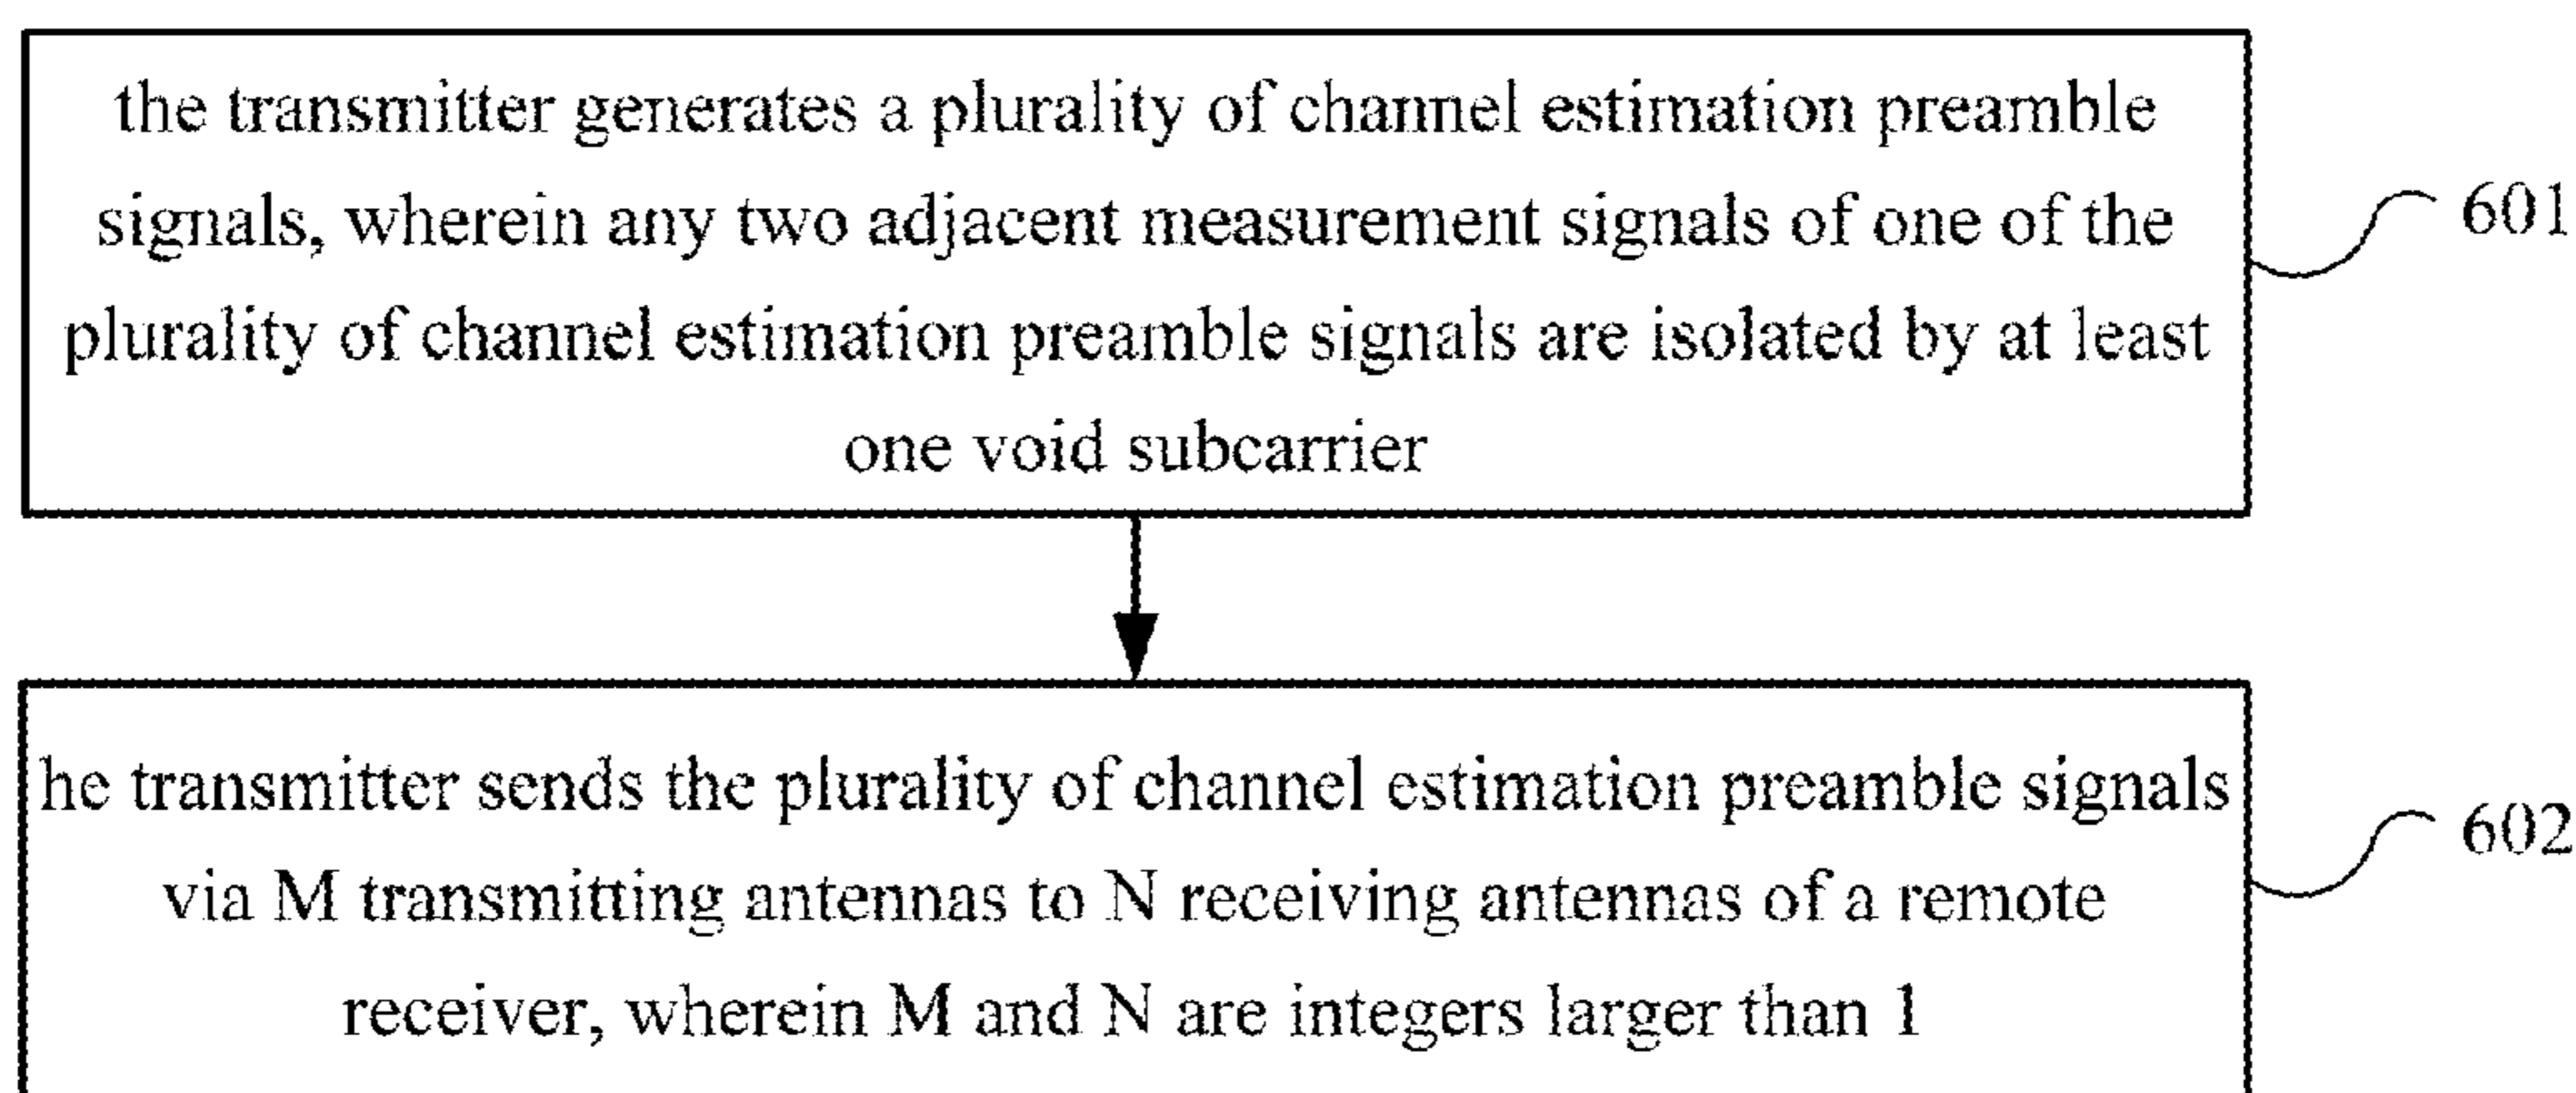 the transmitter generates a plurality of channel estimation preamble
signals, wherein any two adjacent measurement signals of one of the
plurality of channel estimation preamble signals are isolated by at least
one void subcarrier
601
he transmitter sends the plurality of channel estimation preamble signals
via M transmitting antennas to N receiving antennas of a remote
receiver, wherein M and N are integers larger than 1
602